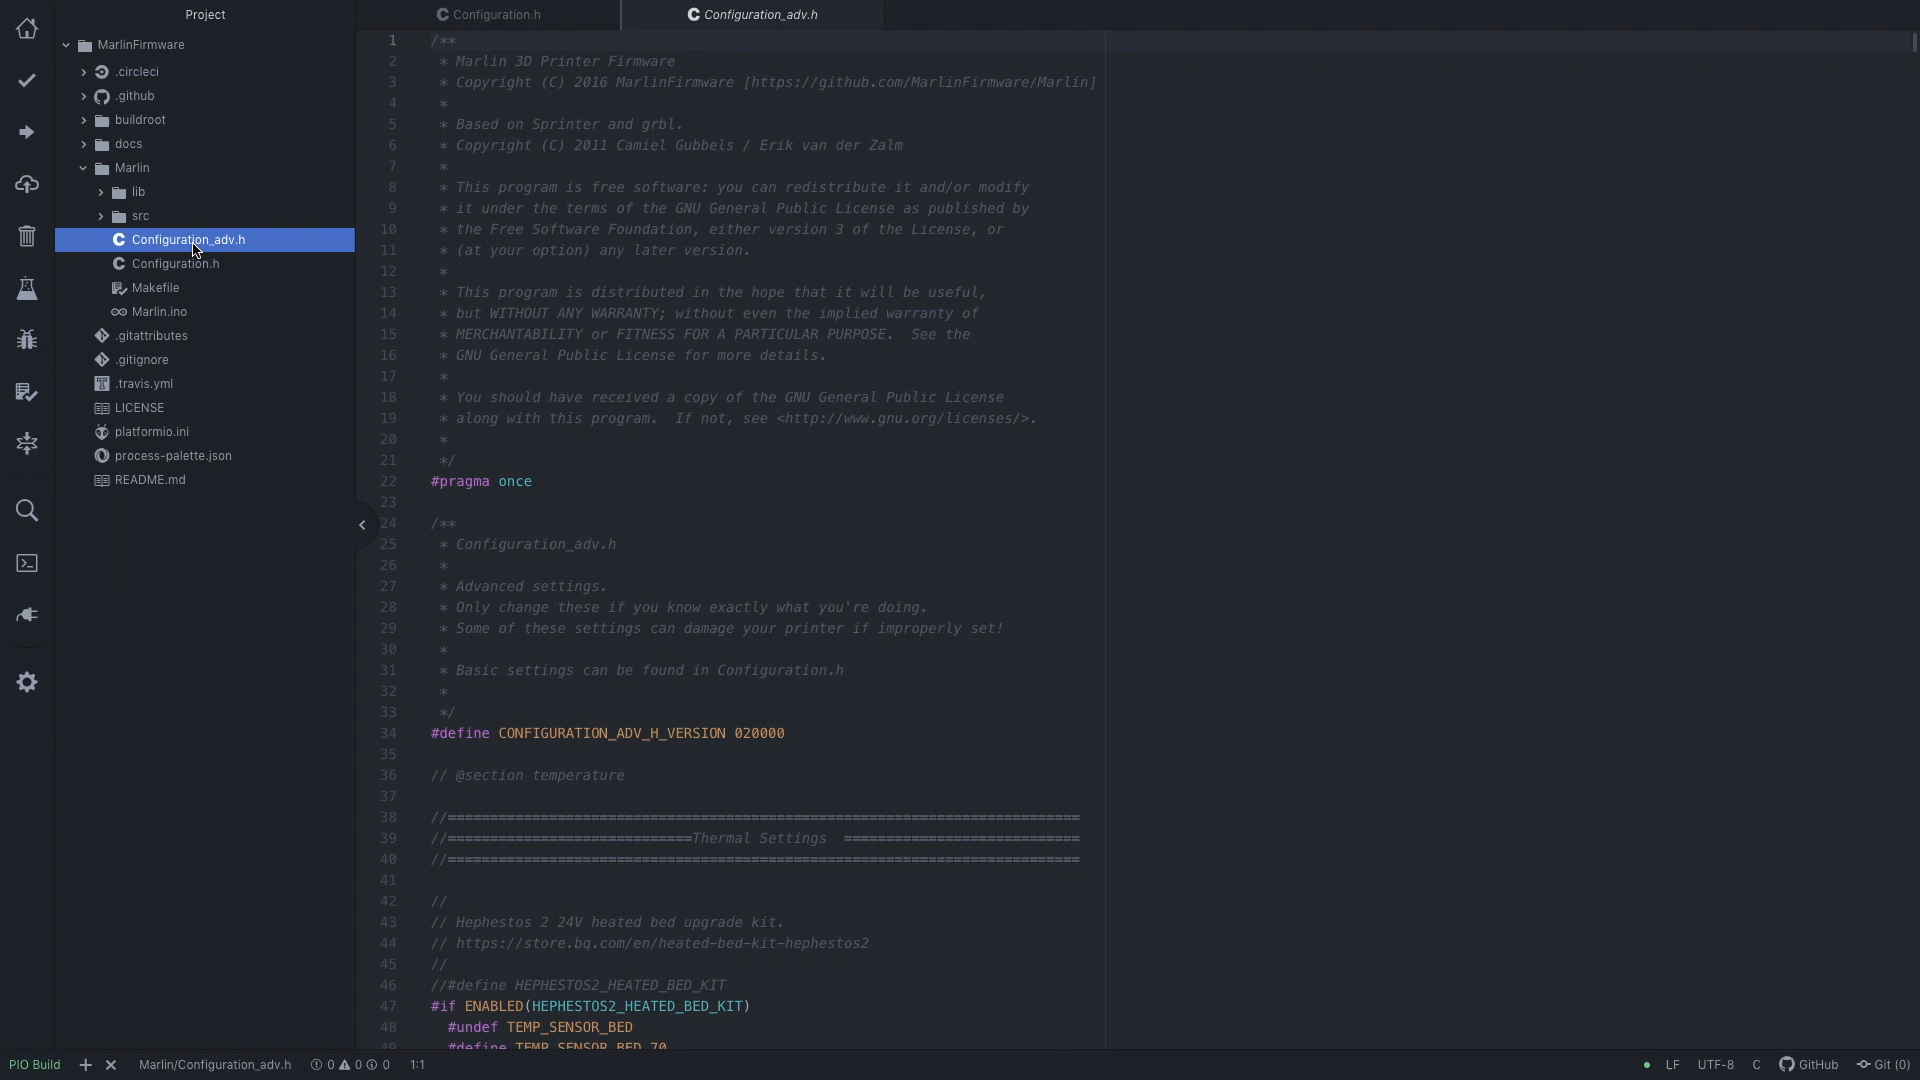 Project
MarlinFirmware
.circleci
.github
buildroot
docs
Marlin
lib
src
Configuration_adv.h
Configuration.h
Makefile
Marlin.ino
.gitattributes
.gitignore
.travis.yml
LICENSE
platformio.ini
process-palette.json
README.md
Configuration.h
Configuration_adv.h
1 /**
2  * Marlin 3D Printer Firmware
3  * Copyright (C) 2016 MarlinFirmware [https://github.com/MarlinFirmware/Marlin]
4  *
5  * Based on Sprinter and grbl.
6  * Copyright (C) 2011 Camiel Gubbels / Erik van der Zalm
7  *
8  * This program is free software: you can redistribute it and/or modify
9  * it under the terms of the GNU General Public License as published by
10  * the Free Software Foundation, either version 3 of the License, or
11  * (at your option) any later version.
12  *
13  * This program is distributed in the hope that it will be useful,
14  * but WITHOUT ANY WARRANTY; without even the implied warranty of
15  * MERCHANTABILITY or FITNESS FOR A PARTICULAR PURPOSE.  See the
16  * GNU General Public License for more details.
17  *
18  * You should have received a copy of the GNU General Public License
19  * along with this program.  If not, see <http://www.gnu.org/licenses/>.
20  *
21  */
22 #pragma once
23
24 /**
25  * Configuration_adv.h
26  *
27  * Advanced settings.
28  * Only change these if you know exactly what you're doing.
29  * Some of these settings can damage your printer if improperly set!
30  *
31  * Basic settings can be found in Configuration.h
32  *
33  */
34 #define CONFIGURATION_ADV_H_VERSION 020000
35
36 // @section temperature
37
38 //===========================================================================
39 //=============================Thermal Settings  ============================
40 //===========================================================================
41
42 //
43 // Hephestos 2 24V heated bed upgrade kit.
44 // https://store.bq.com/en/heated-bed-kit-hephestos2
45 //
46 //#define HEPHESTOS2_HEATED_BED_KIT
47 #if ENABLED(HEPHESTOS2_HEATED_BED_KIT)
48   #undef TEMP_SENSOR_BED
49   #define TEMP_SENSOR_BED 70
PIO Build Marlin/Configuration_adv.h 0 0 0 1:1 LF UTF-8 C GitHub Git (0)